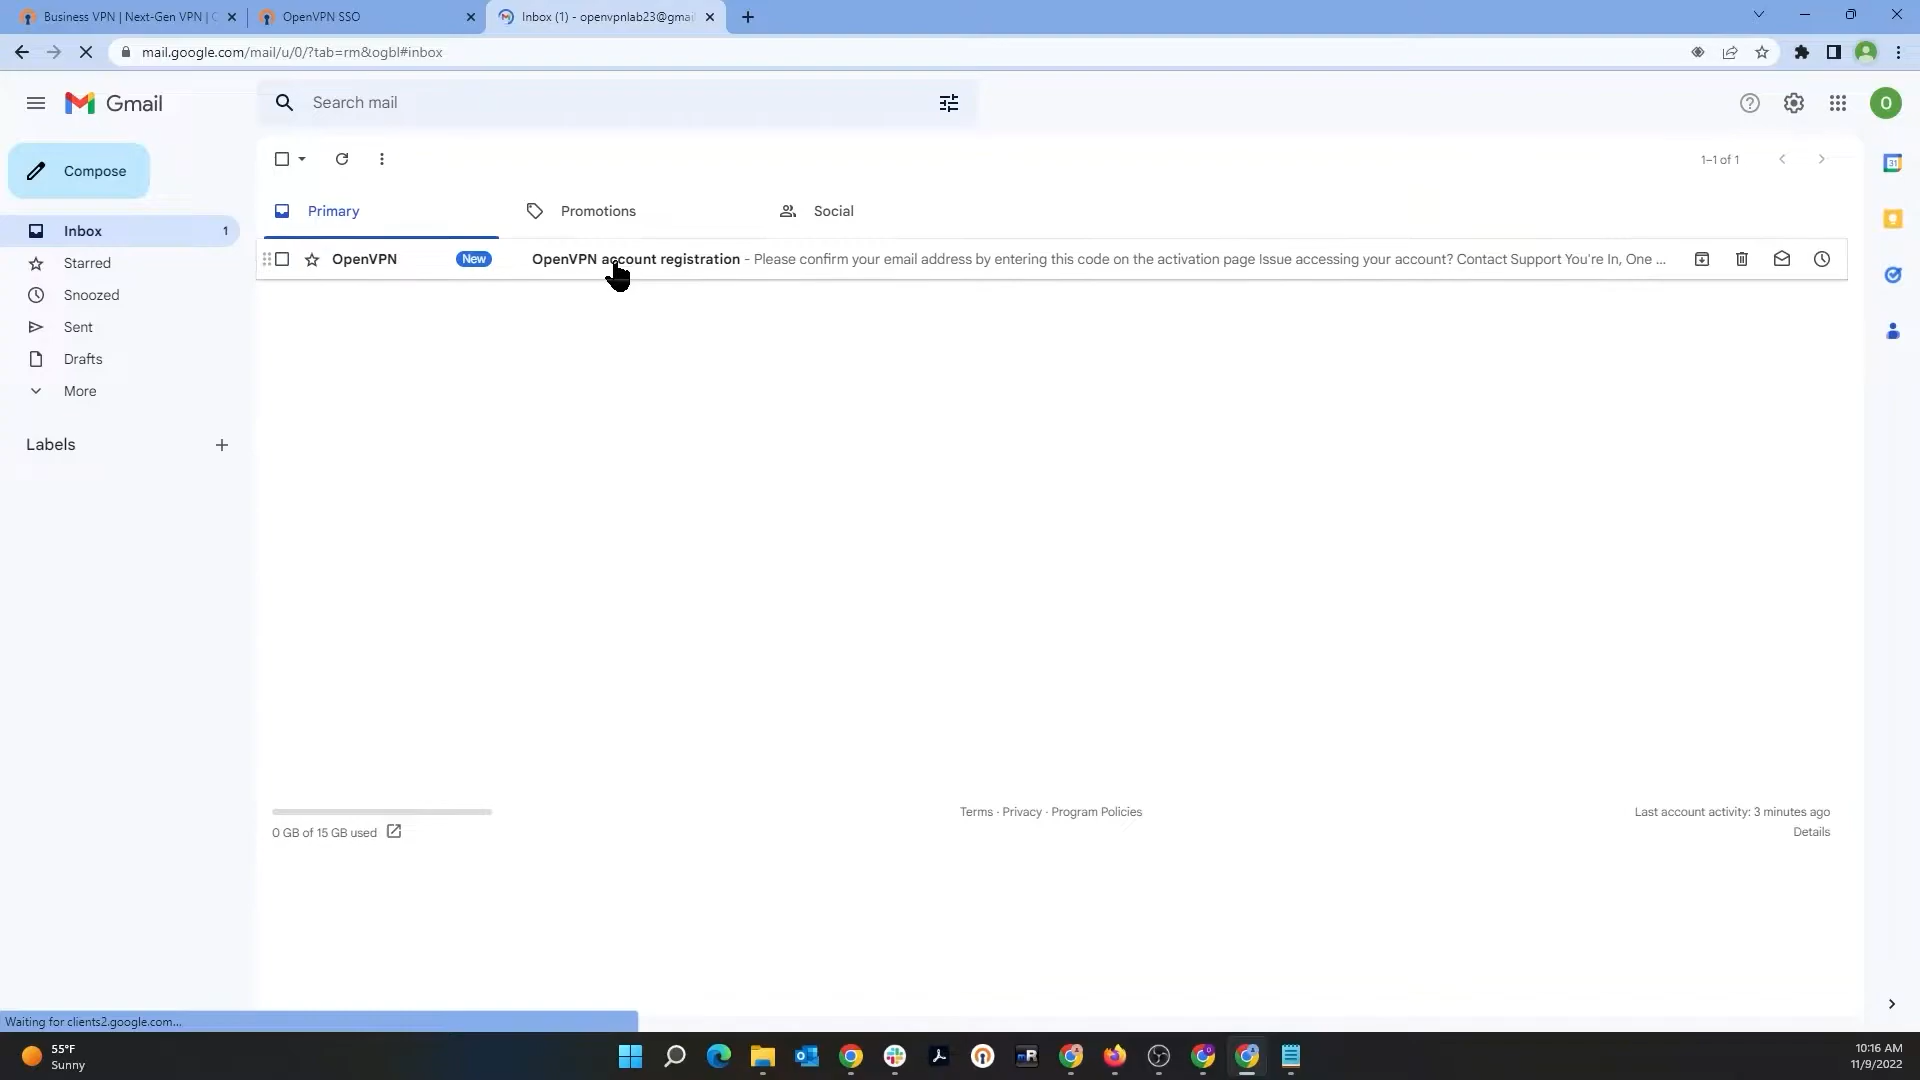 Business VPN | Next-Gen VPN |
OpenVPN SSO
Inbox (1) - openvpnlab23@gmai
mail.google.com/mail/u/0/?tab=rm&ogbl#inbox
Gmail
Search mail
O
Compose
1–1 of 1
31
Primary
Promotions
Social
Inbox
1
OpenVPN
New
OpenVPN account registration - Please confirm your email address by entering this code on the activation page Issue accessing your account? Contact Support You're In, One ...
Starred
Snoozed
Sent
Drafts
More
Labels
Terms · Privacy · Program Policies
Last account activity: 3 minutes ago
0 GB of 15 GB used
Details
Waiting for clients2.google.com...
55°F
Sunny
mR
10:16 AM
11/9/2022